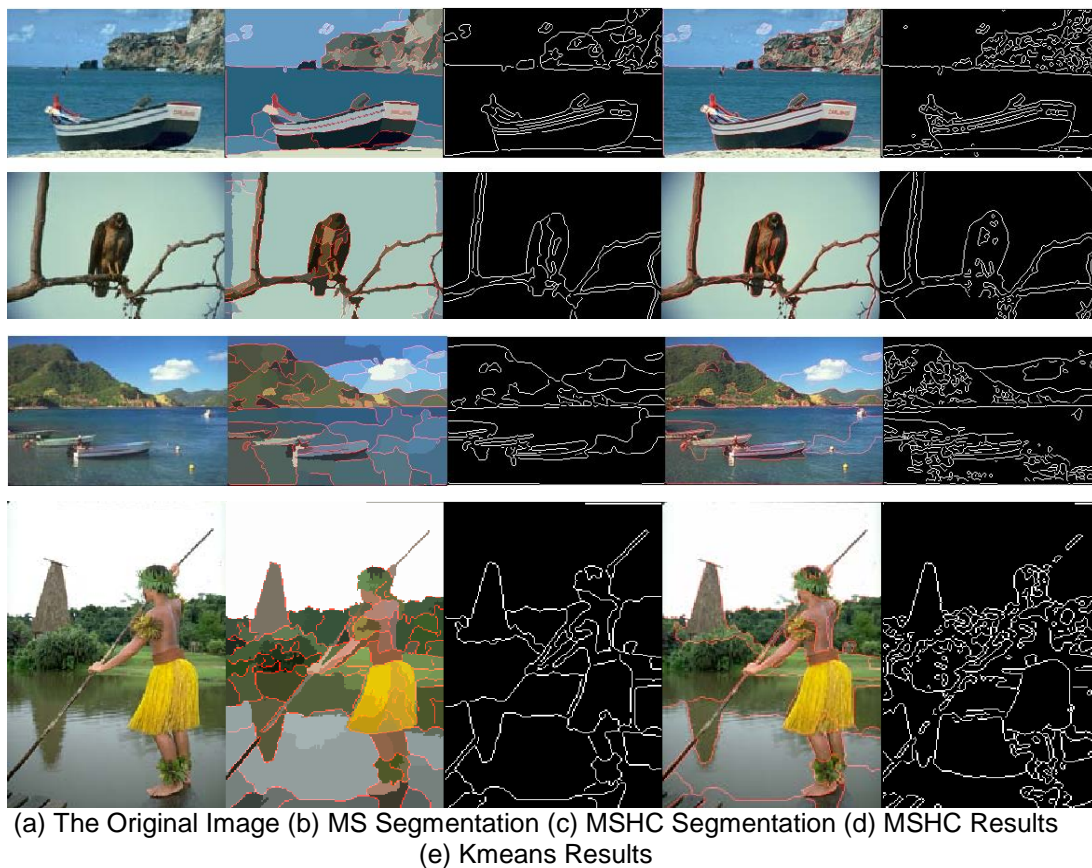 (a) The Original Image (b) MS Segmentation (c) MSHC Segmentation (d) MSHC Results
(e) Kmeans Results